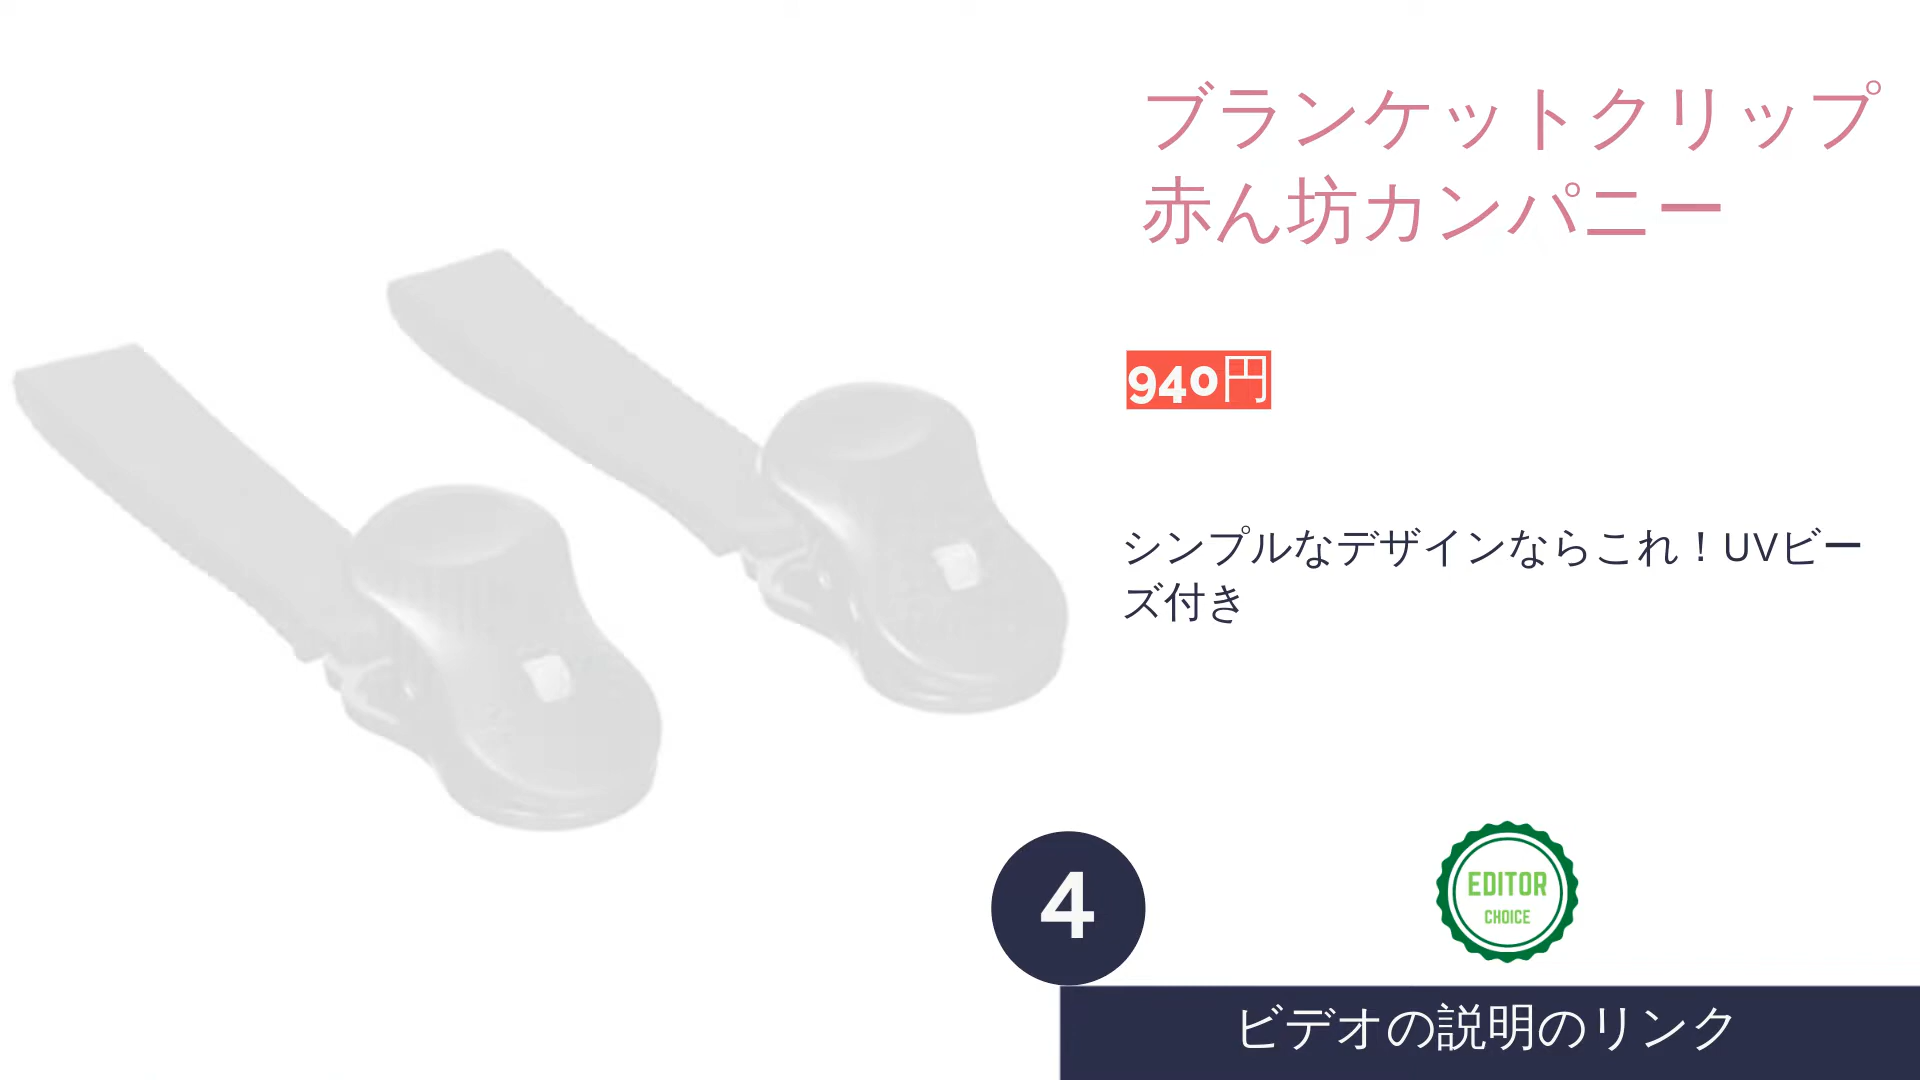 ブランケットクリップ
赤ん坊カンパニー
940円
シンプルなデザインならこれ！UVビー
ズ付き
4
EDITOR
CHOICE
ビデオの説明のリンク